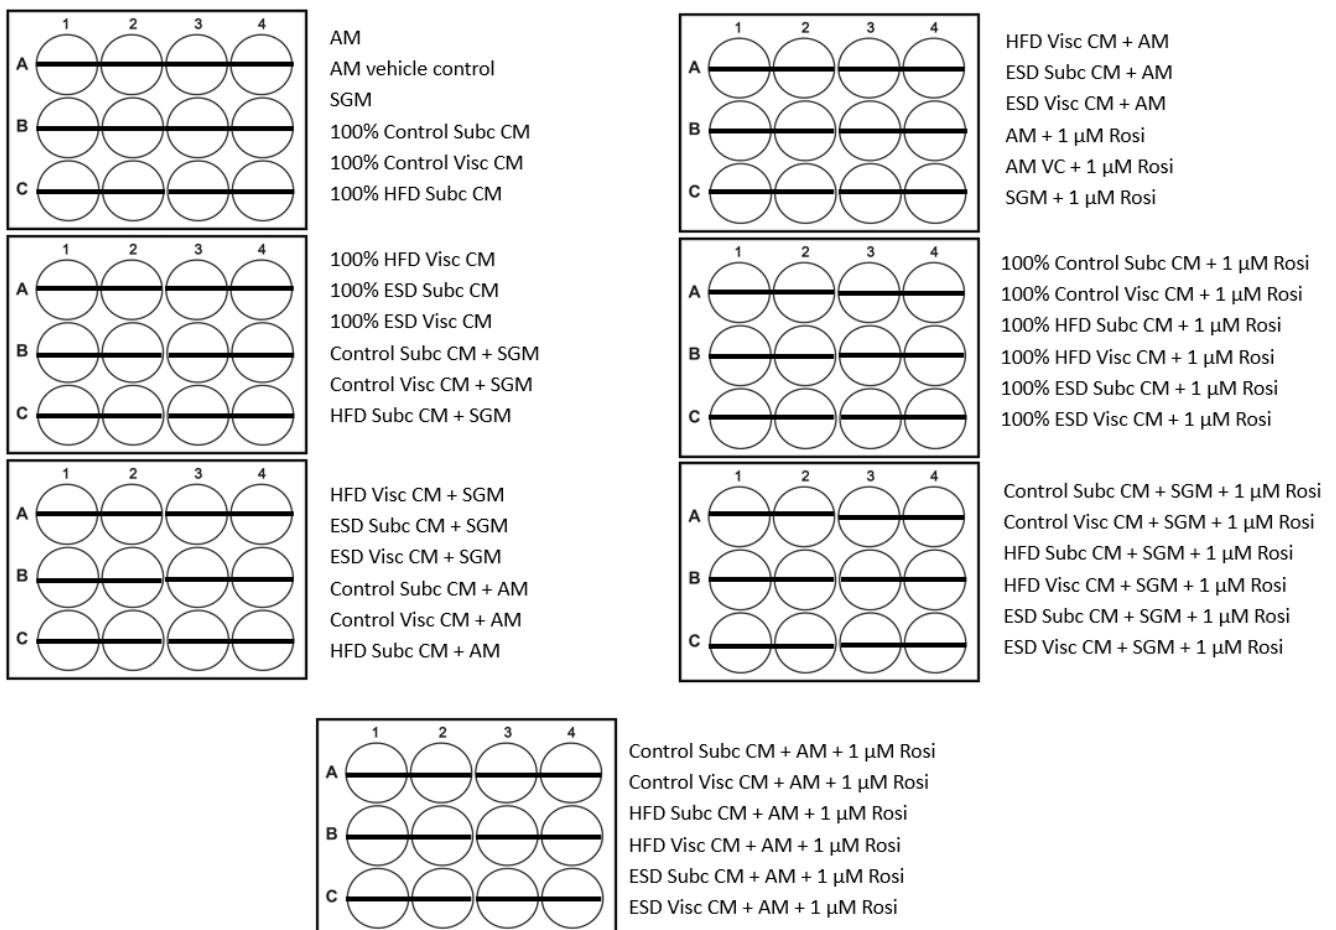 1 2 3 4
A
B
C
AM
AM vehicle control
SGM
100% Control Subc CM
100% Control Visc CM
100% HFD Subc CM
1 2 3 4
A
B
C
100% HFD Visc CM
100% ESD Subc CM
100% ESD Visc CM
Control Subc CM + SGM
Control Visc CM + SGM
HFD Subc CM + SGM
1 2 3 4
A
B
C
HFD Visc CM + SGM
ESD Subc CM + SGM
ESD Visc CM + SGM
Control Subc CM + AM
Control Visc CM + AM
HFD Subc CM + AM
1 2 3 4
A
B
C
HFD Visc CM + AM
ESD Subc CM + AM
ESD Visc CM + AM
AM + 1 µM Rosi
AM VC + 1 µM Rosi
SGM + 1 µM Rosi
1 2 3 4
A
B
C
100% Control Subc CM + 1 µM Rosi
100% Control Visc CM + 1 µM Rosi
100% HFD Subc CM + 1 µM Rosi
100% HFD Visc CM + 1 µM Rosi
100% ESD Subc CM + 1 µM Rosi
100% ESD Visc CM + 1 µM Rosi
1 2 3 4
A
B
C
Control Subc CM + SGM + 1 µM Rosi
Control Visc CM + SGM + 1 µM Rosi
HFD Subc CM + SGM + 1 µM Rosi
HFD Visc CM + SGM + 1 µM Rosi
ESD Subc CM + SGM + 1 µM Rosi
ESD Visc CM + SGM + 1 µM Rosi
1 2 3 4
A
B
C
Control Subc CM + AM + 1 µM Rosi
Control Visc CM + AM + 1 µM Rosi
HFD Subc CM + AM + 1 µM Rosi
HFD Visc CM + AM + 1 µM Rosi
ESD Subc CM + AM + 1 µM Rosi
ESD Visc CM + AM + 1 µM Rosi